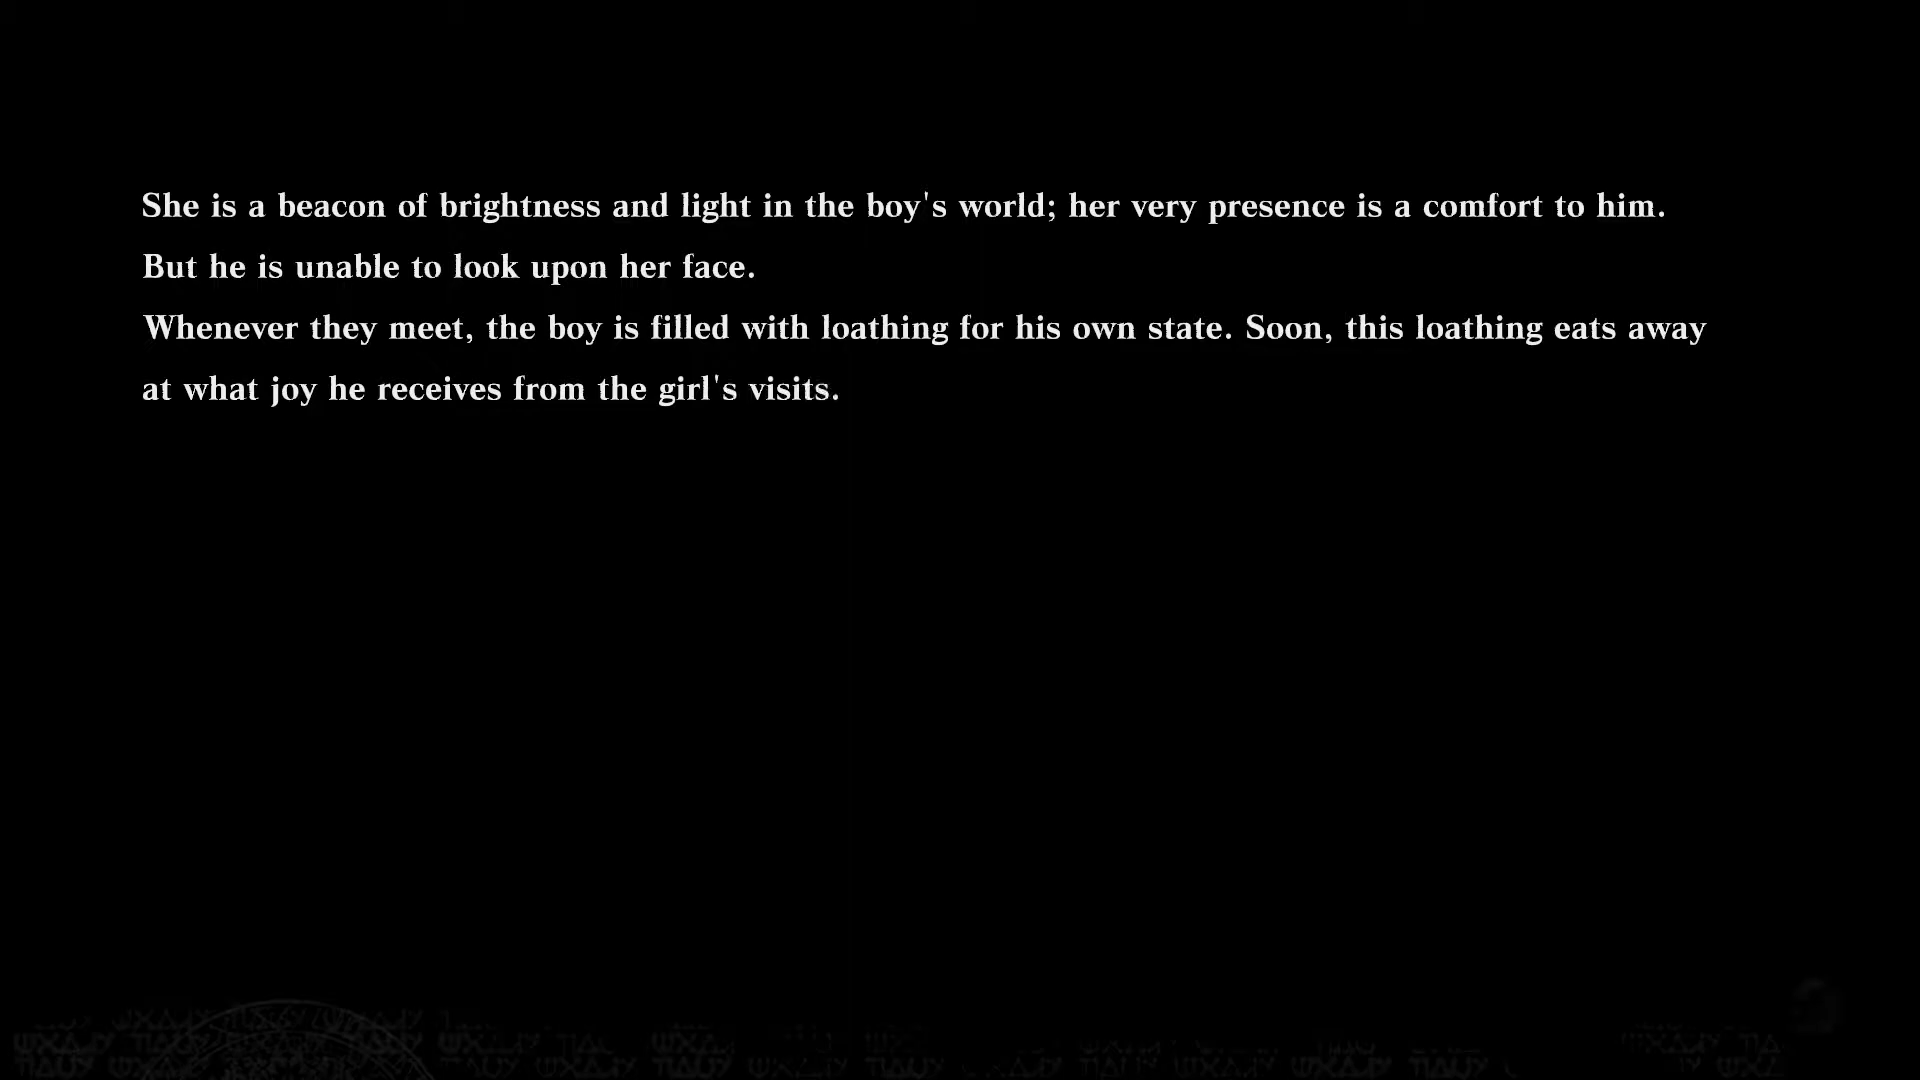 She is a beacon of brightness and light in the boy's world; her very presence is a comfort to him.
But he is unable to look upon her face.
Whenever they meet, the boy is filled with loathing for his own state. Soon, this loathing eats away
at what joy he receives from the girl's visits.